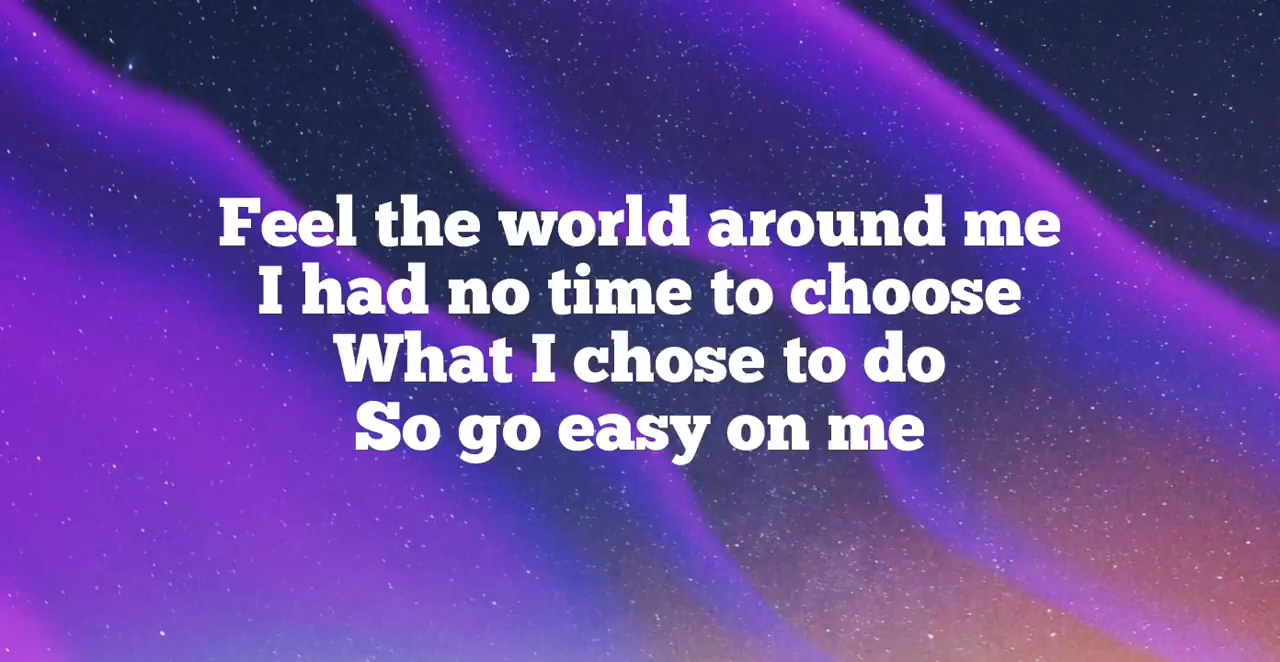 Feel the world around me
I had no time to choose
What I chose to do
So go easy on me